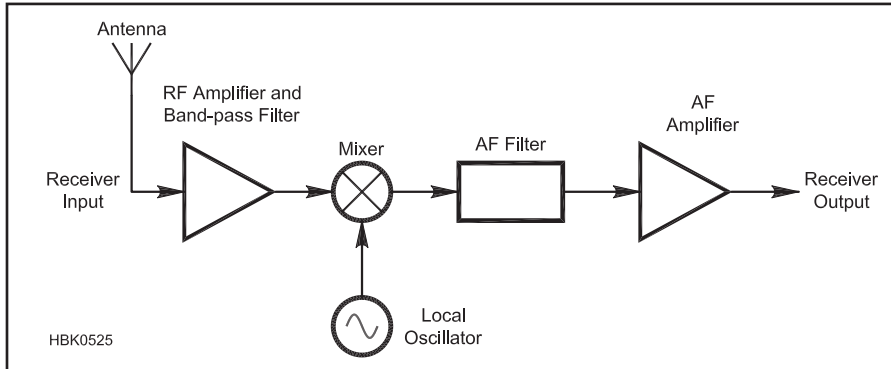 Antenna
RF Amplifier and
Band-pass Filter
Mixer
AF Filter
AF
Amplifier
Receiver
Input
Receiver
Output
Local
Oscillator
HBK0525